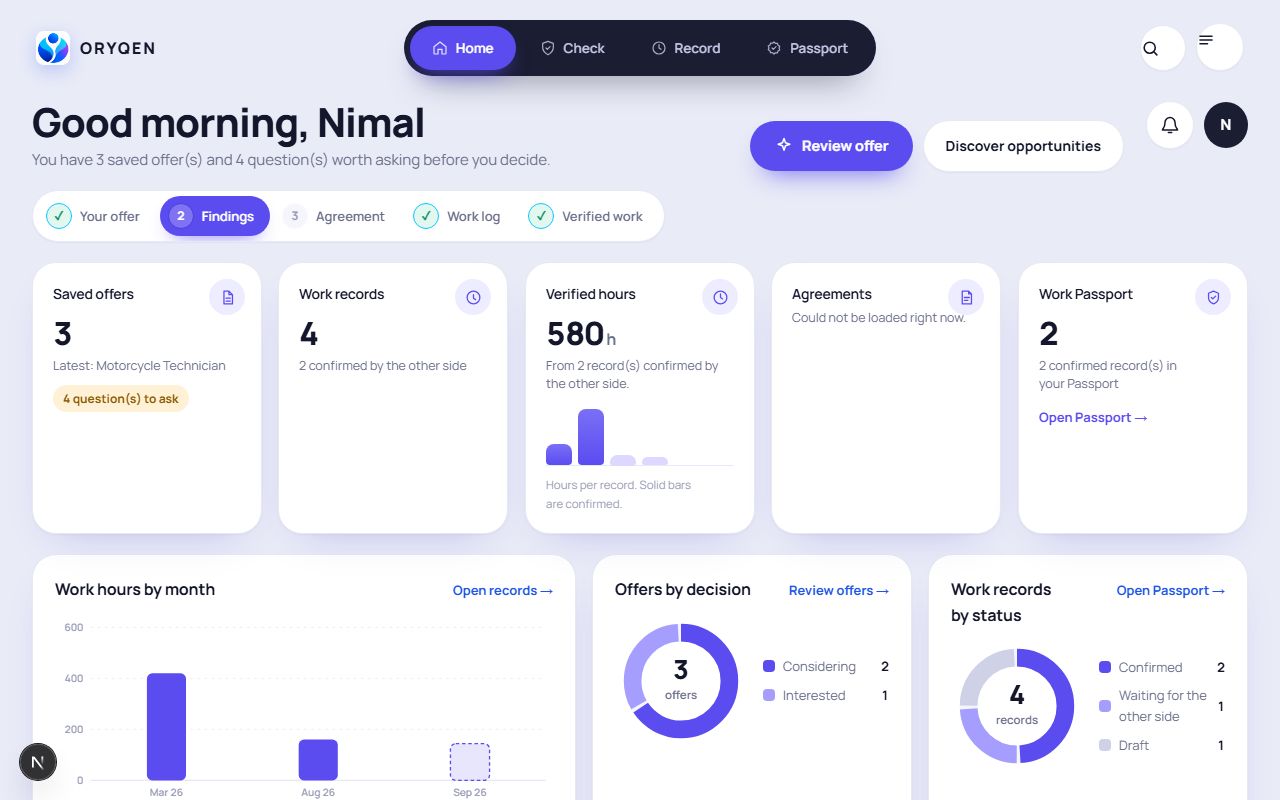 ORYQEN
Home
Check
Record
Passport
Good morning, Nimal
You have 3 saved offer(s) and 4 question(s) worth asking before you decide.
Review offer
Discover opportunities
N
✓ Your offer
2 Findings
3 Agreement
✓ Work log
✓ Verified work
Saved offers
3
Latest: Motorcycle Technician
4 question(s) to ask
Work records
4
2 confirmed by the other side
Verified hours
580 h
From 2 record(s) confirmed by
the other side.
Hours per record. Solid bars
are confirmed.
Agreements
Could not be loaded right now.
Work Passport
2
2 confirmed record(s) in
your Passport
Open Passport →
Work hours by month
Open records →
600
400
200
0
Mar 26
Aug 26
Sep 26
Offers by decision
Review offers →
3
offers
Considering 2
Interested 1
Work records
by status
Open Passport →
4
records
Confirmed 2
Waiting for the
other side 1
Draft 1
N